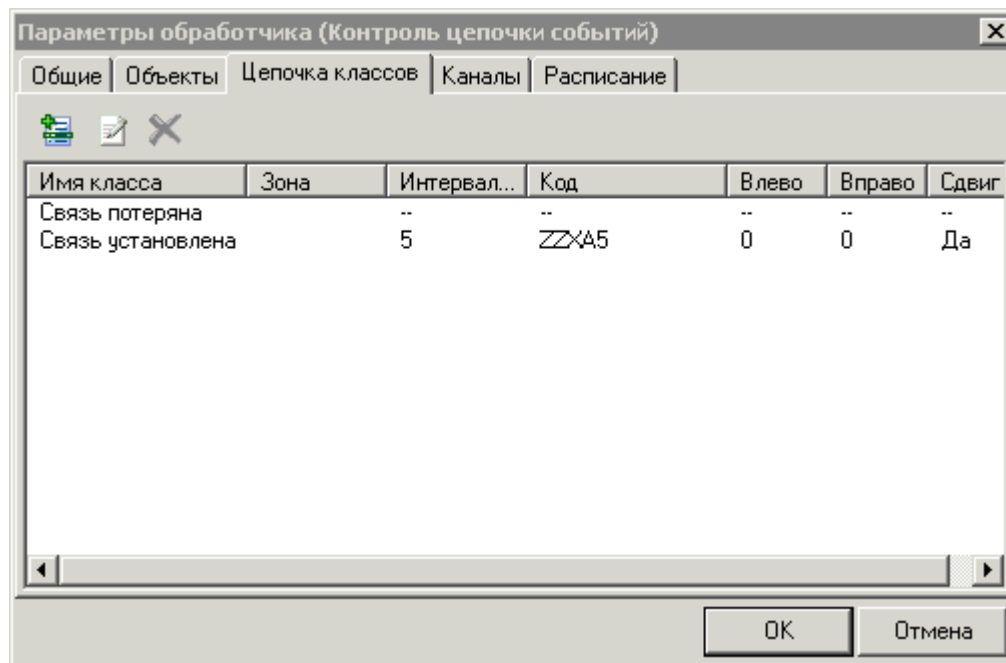 Параметры обработчика (Контроль цепочки событий)
Общие Объекты Цепочка классов Каналы Расписание
Имя класса Зона Интервал... Код Влево Вправо Сдвиг
Связь потеряна -- -- -- -- --
Связь установлена 5 ZZXA5 0 0 Да
OK Отмена